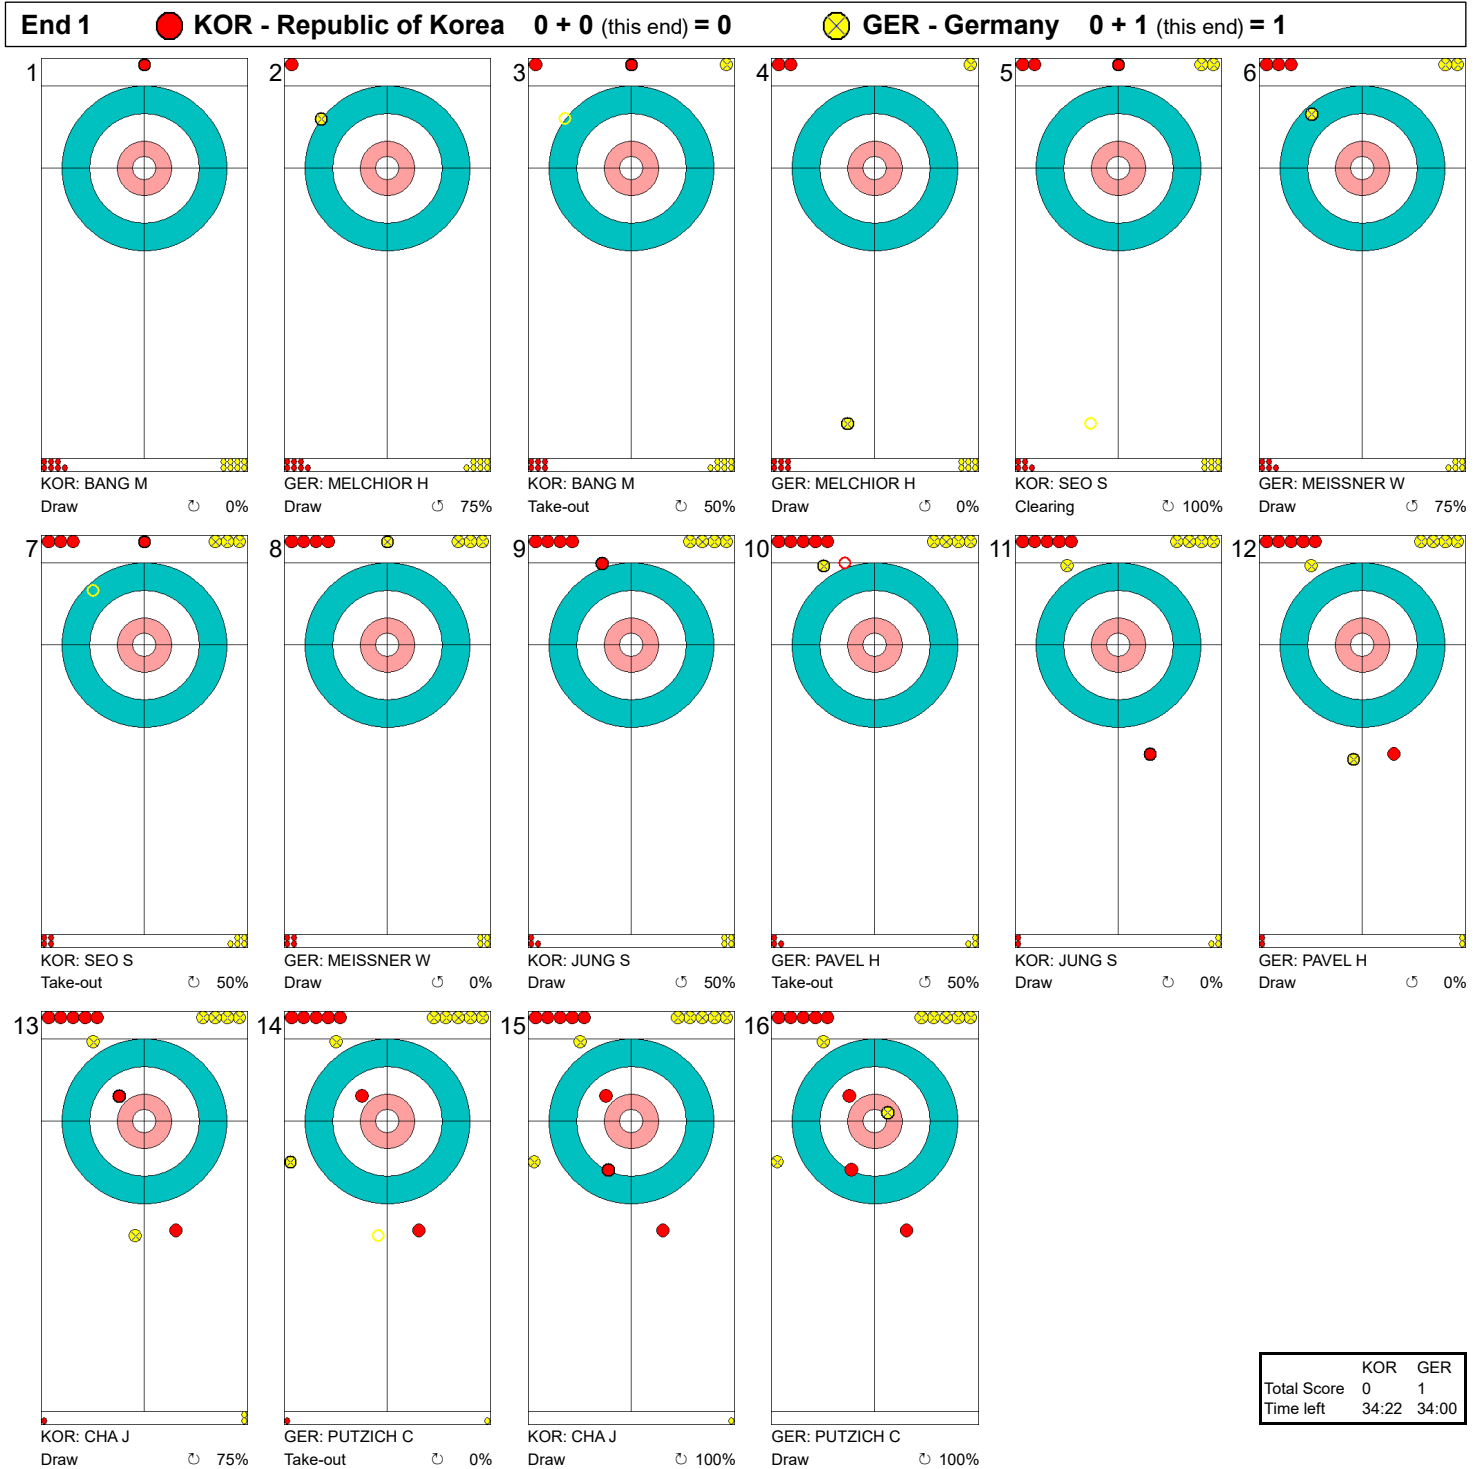 End 1 KOR - Republic of Korea 0 + 0 (this end) = 0 GER - Germany 0 + 1 (this end) = 1
1 2 3 4 5 6
KOR: BANG M GER: MELCHIOR H KOR: BANG M GER: MELCHIOR H KOR: SEO S GER: MEISSNER W
Draw ↻ 0% Draw ↺ 75% Take-out ↻ 50% Draw ↺ 0% Clearing ↻ 100% Draw ↺ 75%
7 8 9 10 11 12
KOR: SEO S GER: MEISSNER W KOR: JUNG S GER: PAVEL H KOR: JUNG S GER: PAVEL H
Take-out ↻ 50% Draw ↺ 0% Draw ↺ 50% Take-out ↻ 50% Draw ↻ 0% Draw ↺ 0%
13 14 15 16
KOR: CHA J GER: PUTZICH C KOR: CHA J GER: PUTZICH C
Draw ↻ 75% Take-out ↻ 0% Draw ↻ 100% Draw ↻ 100%
KOR GER
Total Score 0 1
Time left 34:22 34:00